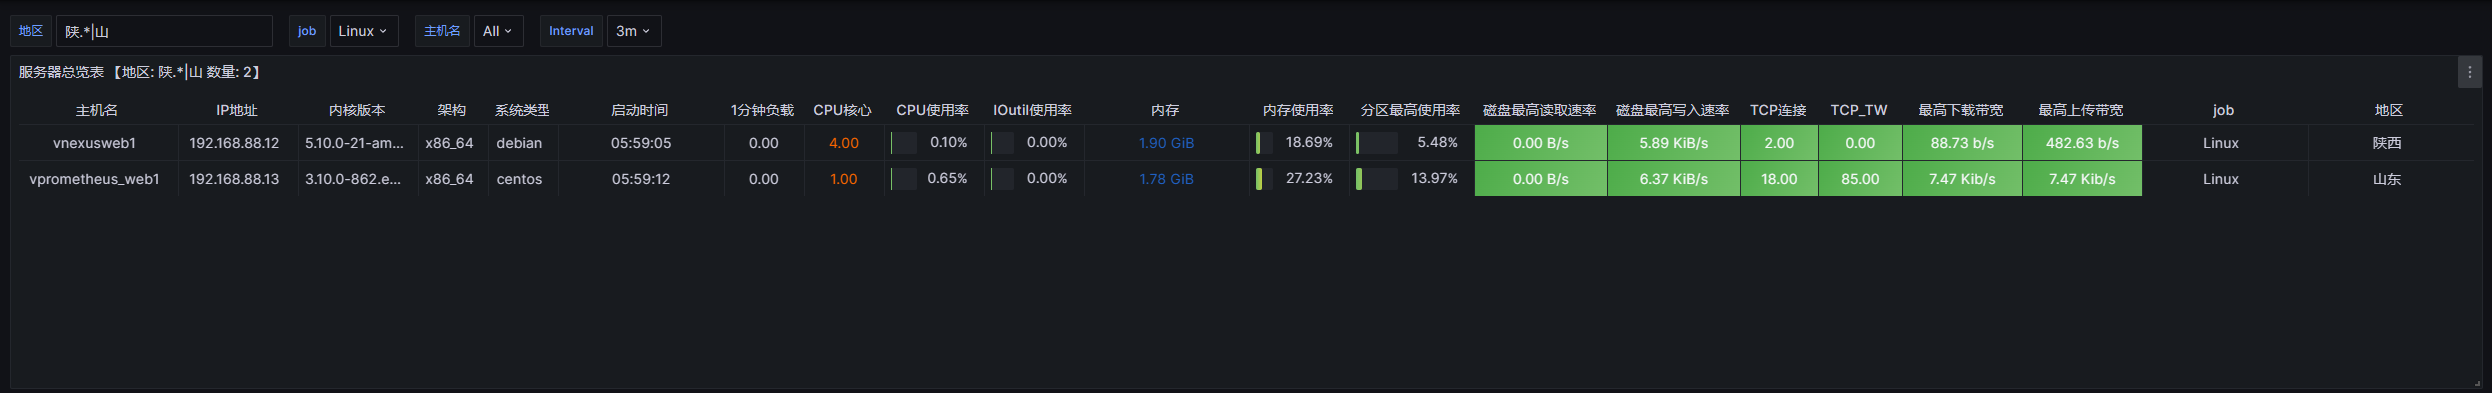 地区 陕.*|山 job Linux 主机名 All Interval 3m
服务器总览表 【地区: 陕.*|山 数量: 2】
主机名 IP地址 内核版本 架构 系统类型 启动时间 1分钟负载 CPU核心 CPU使用率 IOutil使用率 内存 内存使用率 分区最高使用率 磁盘最高读取速率 磁盘最高写入速率 TCP连接 TCP_TW 最高下载带宽 最高上传带宽 job 地区
vnexusweb1 192.168.88.12 5.10.0-21-am... x86_64 debian 05:59:05 0.00 4.00 0.10% 0.00% 1.90 GiB 18.69% 5.48% 0.00 B/s 5.89 KiB/s 2.00 0.00 88.73 b/s 482.63 b/s Linux 陕西
vprometheus_web1 192.168.88.13 3.10.0-862.e... x86_64 centos 05:59:12 0.00 1.00 0.65% 0.00% 1.78 GiB 27.23% 13.97% 0.00 B/s 6.37 KiB/s 18.00 85.00 7.47 Kib/s 7.47 Kib/s Linux 山东